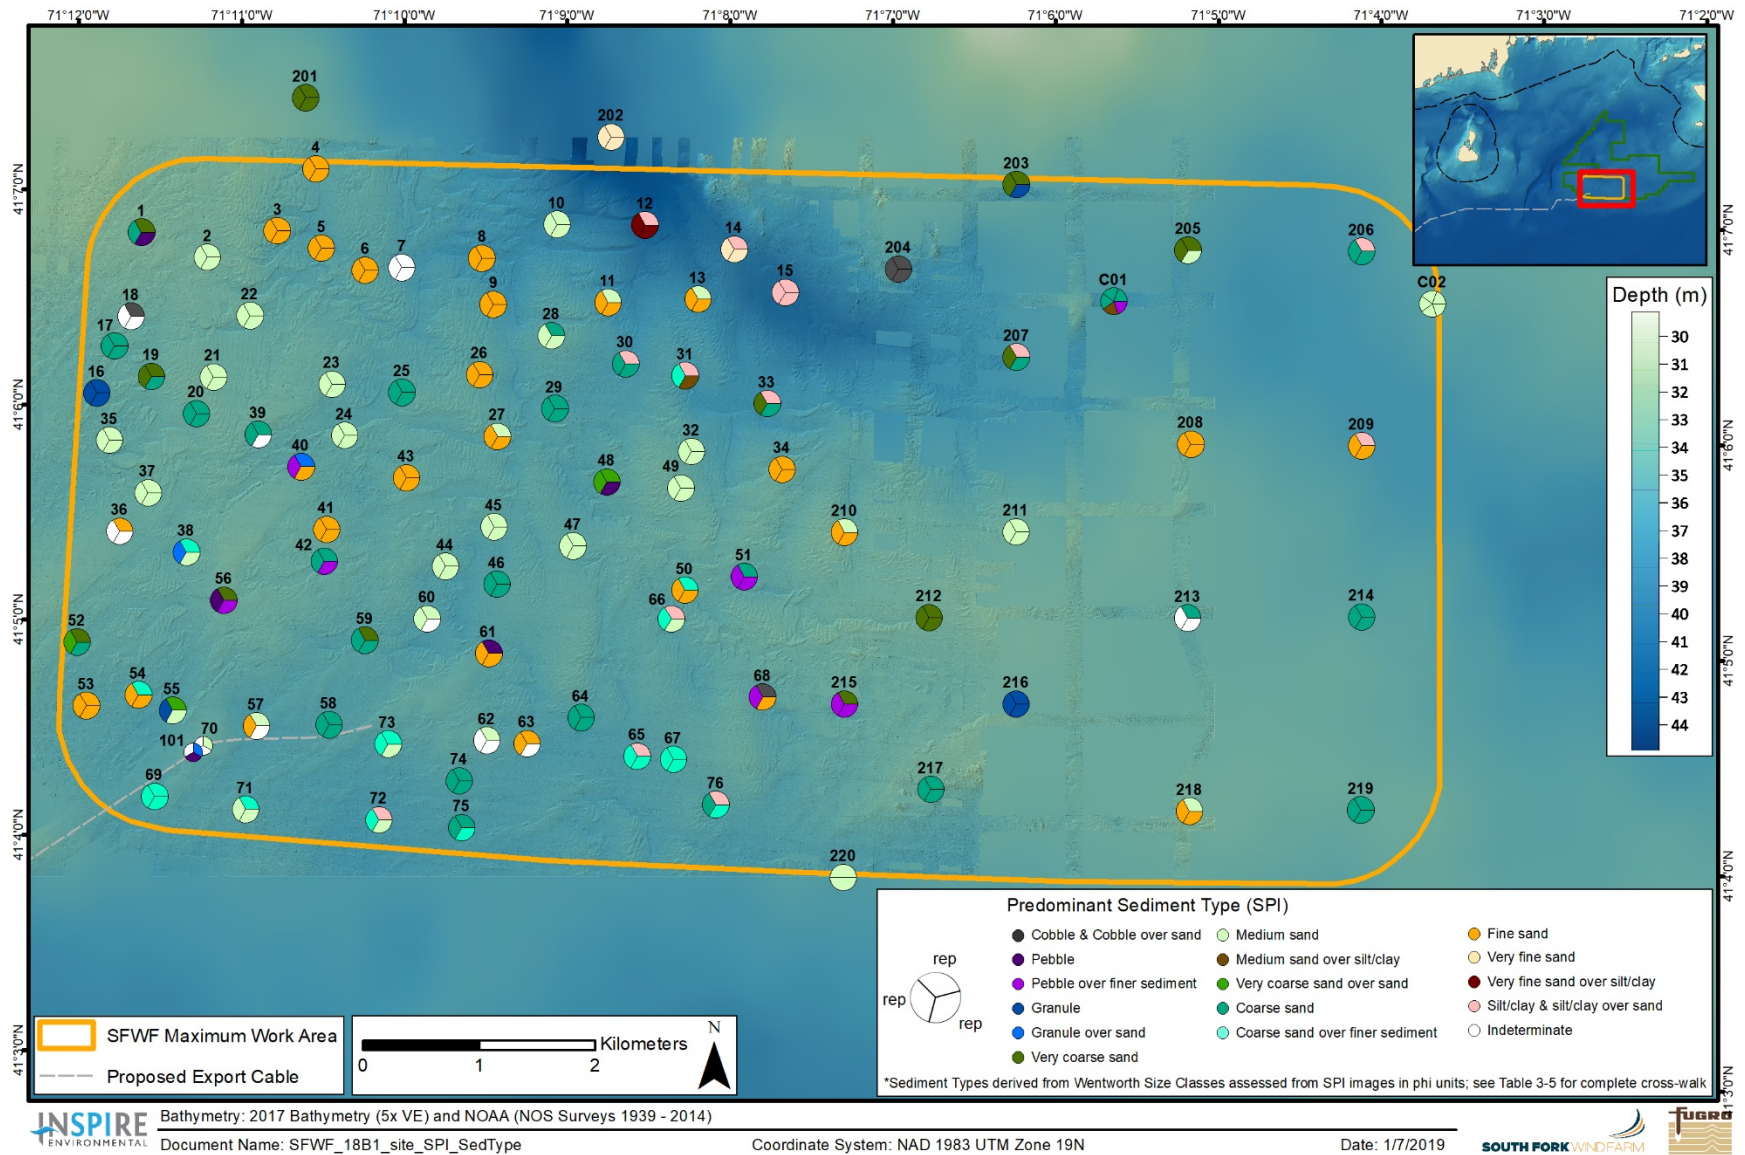 71°12'0"W 71°11'0"W 71°10'0"W 71°9'0"W 71°8'0"W 71°7'0"W 71°6'0"W 71°5'0"W 71°4'0"W 71°3'0"W 71°2'0"W
201
202
4
203
41°7'0"N
41°7'0"N
1 3 10 12
2 5 6 7 8 14 205 206
204
9 11 13 15 C01 C02
18 22
17 28
30 31 207
16 19 21 23 25 26
20 29 33
41°6'0"N
35 39 24 27 32 208 209
41°6'0"N
40 43 48 49 34
37
36 41 45 47 210 211
38 42 44 46 51
56 50
41°5'0"N
52 59 60 66 212 213 214
61
41°5'0"N
53 54 55 57 58 64 68 215 216
101 70 73 62 63 65 67
69 71 72 74 75 76 217 218 219
41°4'0"N
220
41°4'0"N
41°3'0"N
41°3'0"N
Depth (m)
30
31
32
33
34
35
36
37
38
39
40
41
42
43
44
Predominant Sediment Type (SPI)
rep
rep
rep
Cobble & Cobble over sand
Pebble
Pebble over finer sediment
Granule
Granule over sand
Very coarse sand
Medium sand
Medium sand over silt/clay
Very coarse sand over sand
Coarse sand
Coarse sand over finer sediment
Fine sand
Very fine sand
Very fine sand over silt/clay
Silt/clay & silt/clay over sand
Indeterminate
*Sediment Types derived from Wentworth Size Classes assessed from SPI images in phi units; see Table 3-5 for complete cross-walk
SFWF Maximum Work Area
Proposed Export Cable
Kilometers
0 1 2
N
INSPIRE
ENVIRONMENTAL
Bathymetry: 2017 Bathymetry (5x VE) and NOAA (NOS Surveys 1939 - 2014)
Document Name: SFWF_18B1_site_SPI_SedType
Coordinate System: NAD 1983 UTM Zone 19N
Date: 1/7/2019
SOUTH FORK WINDFARM
FUGRO